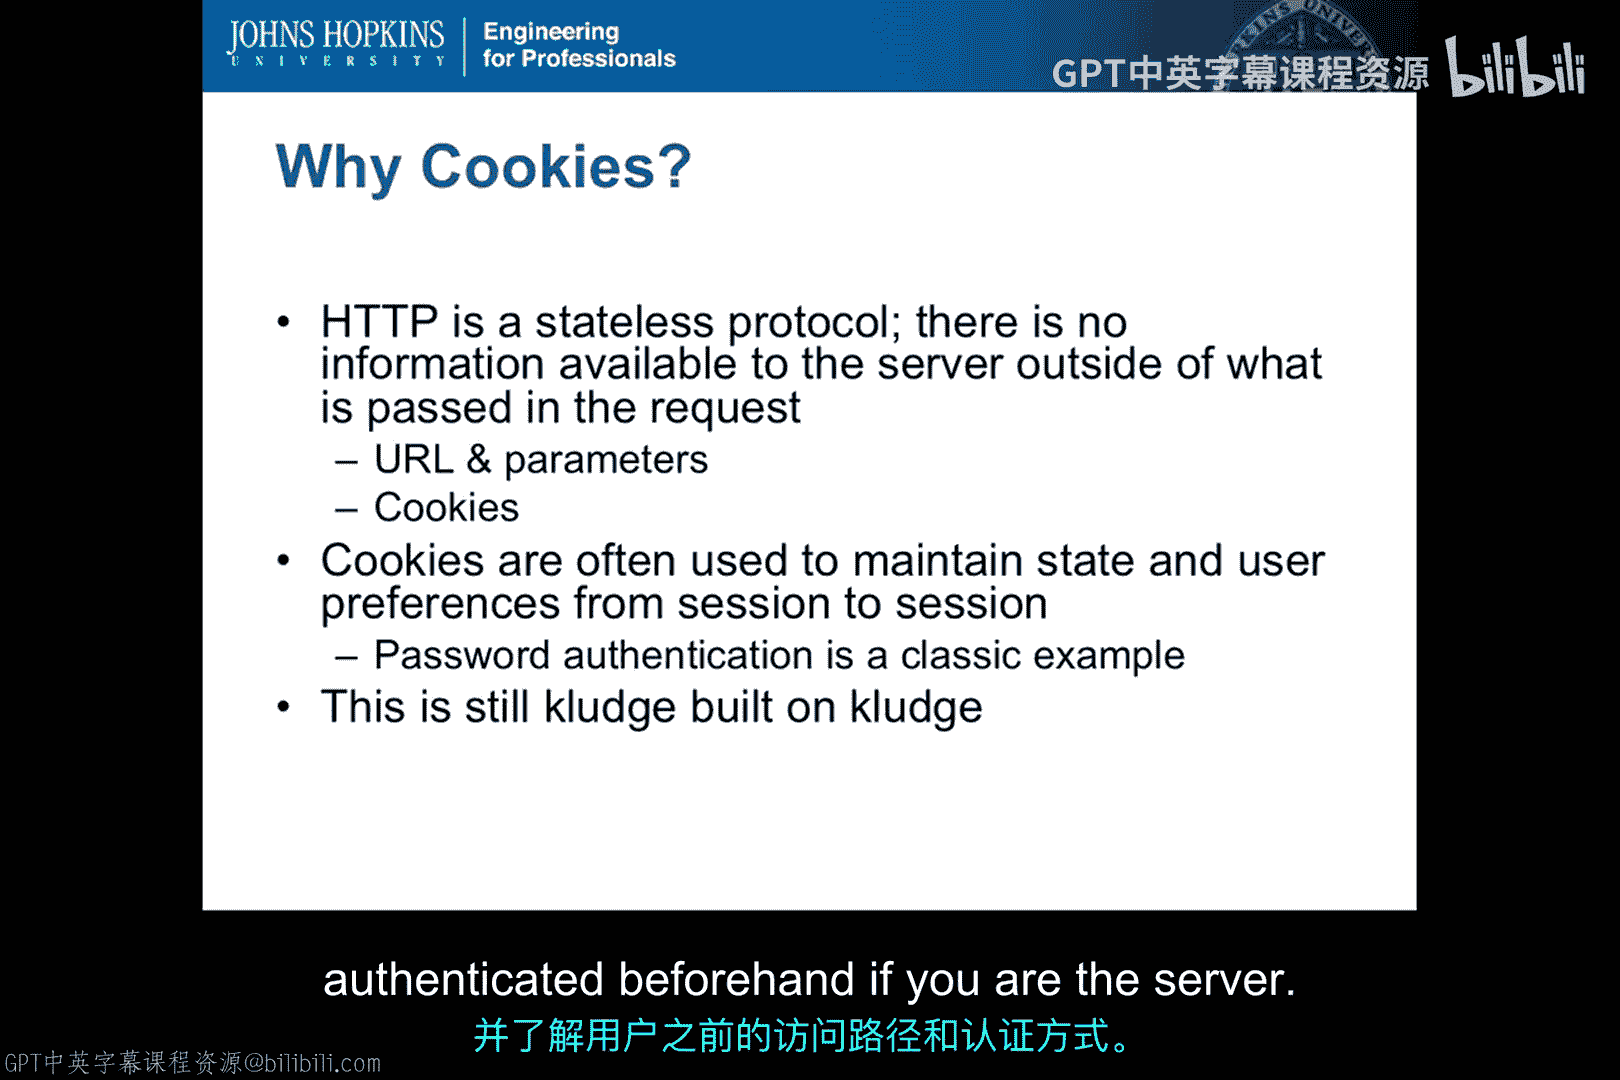 JOHNS HOPKINS
UNIVERSITY
Engineering
for Professionals
GPT中英字幕课程资源 bilibili
Why Cookies?
• HTTP is a stateless protocol; there is no
information available to the server outside of what
is passed in the request
– URL & parameters
– Cookies
• Cookies are often used to maintain state and user
preferences from session to session
– Password authentication is a classic example
• This is still kludge built on kludge
authenticated beforehand if you are the server.
并了解用户之前的访问路径和认证方式。
GPT中英字幕课程资源@bilibili.com